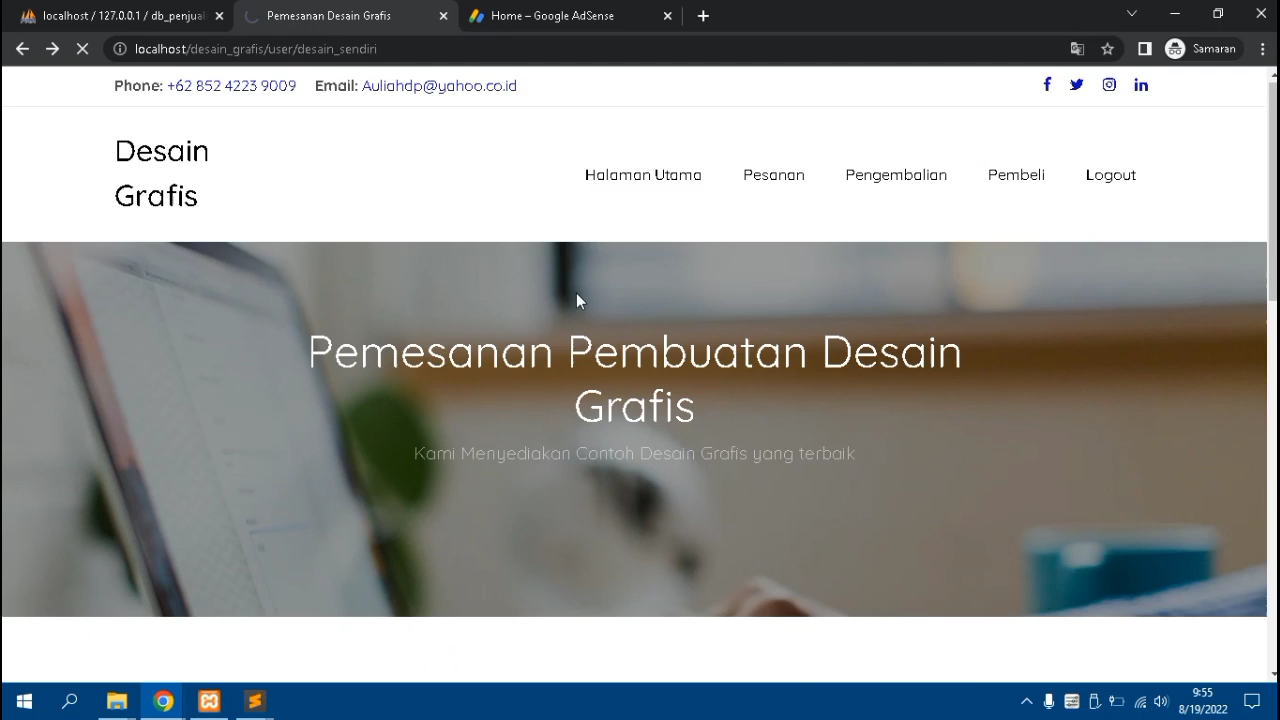 localhost / 127.0.0.1 / db_penjual
Pemesanan Desain Grafis
Home – Google AdSense
localhost/desain_grafis/user/desain_sendiri
Samaran
Phone: +62 852 4223 9009 Email: Auliahdp@yahoo.co.id
Desain
Grafis
Halaman Utama Pesanan Pengembalian Pembeli Logout
Pemesanan Pembuatan Desain
Grafis
Kami Menyediakan Contoh Desain Grafis yang terbaik
9:55
8/19/2022